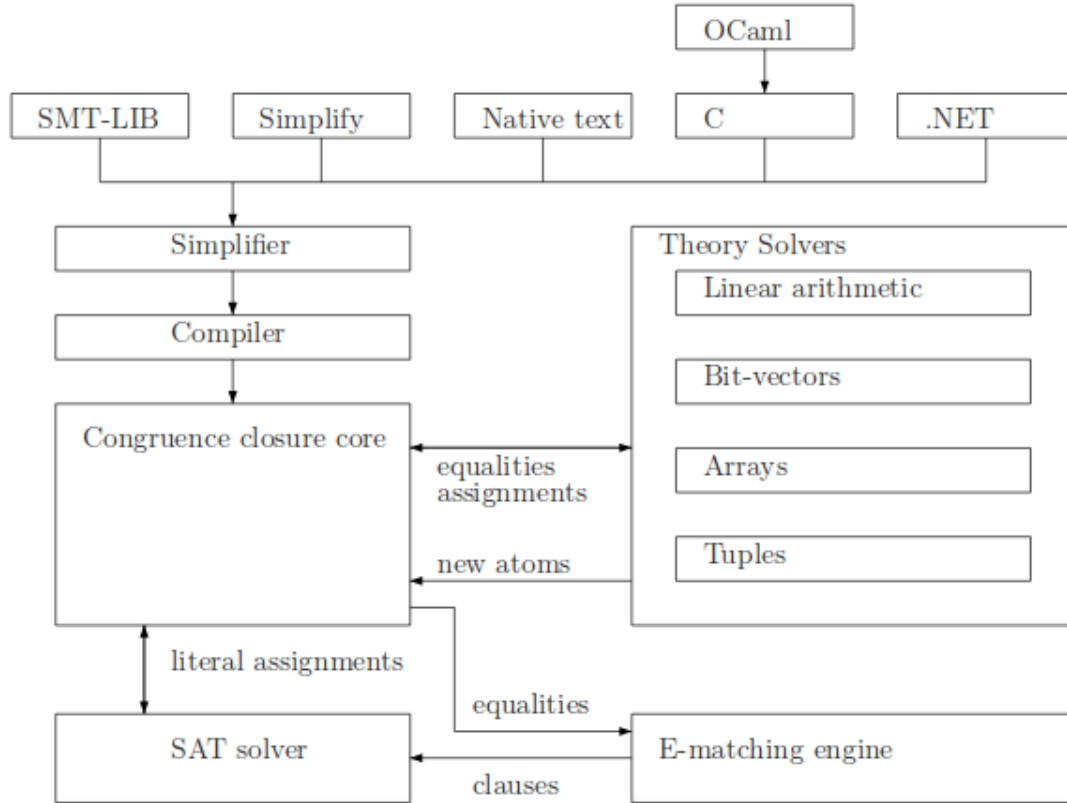 OCaml
SMT-LIB
Simplify
Native text
C
.NET
Simplifier
Theory Solvers
Linear arithmetic
Compiler
Bit-vectors
Congruence closure core
equalities
assignments
Arrays
new atoms
Tuples
literal assignments
equalities
SAT solver
E-matching engine
clauses